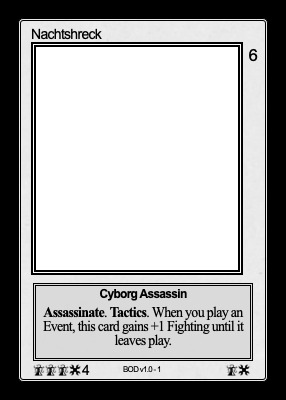 Nachtshreck
6
Cyborg Assassin
Assassinate. Tactics. When you play an
Event, this card gains +1 Fighting until it
leaves play.
4
BOD v1.0 - 1